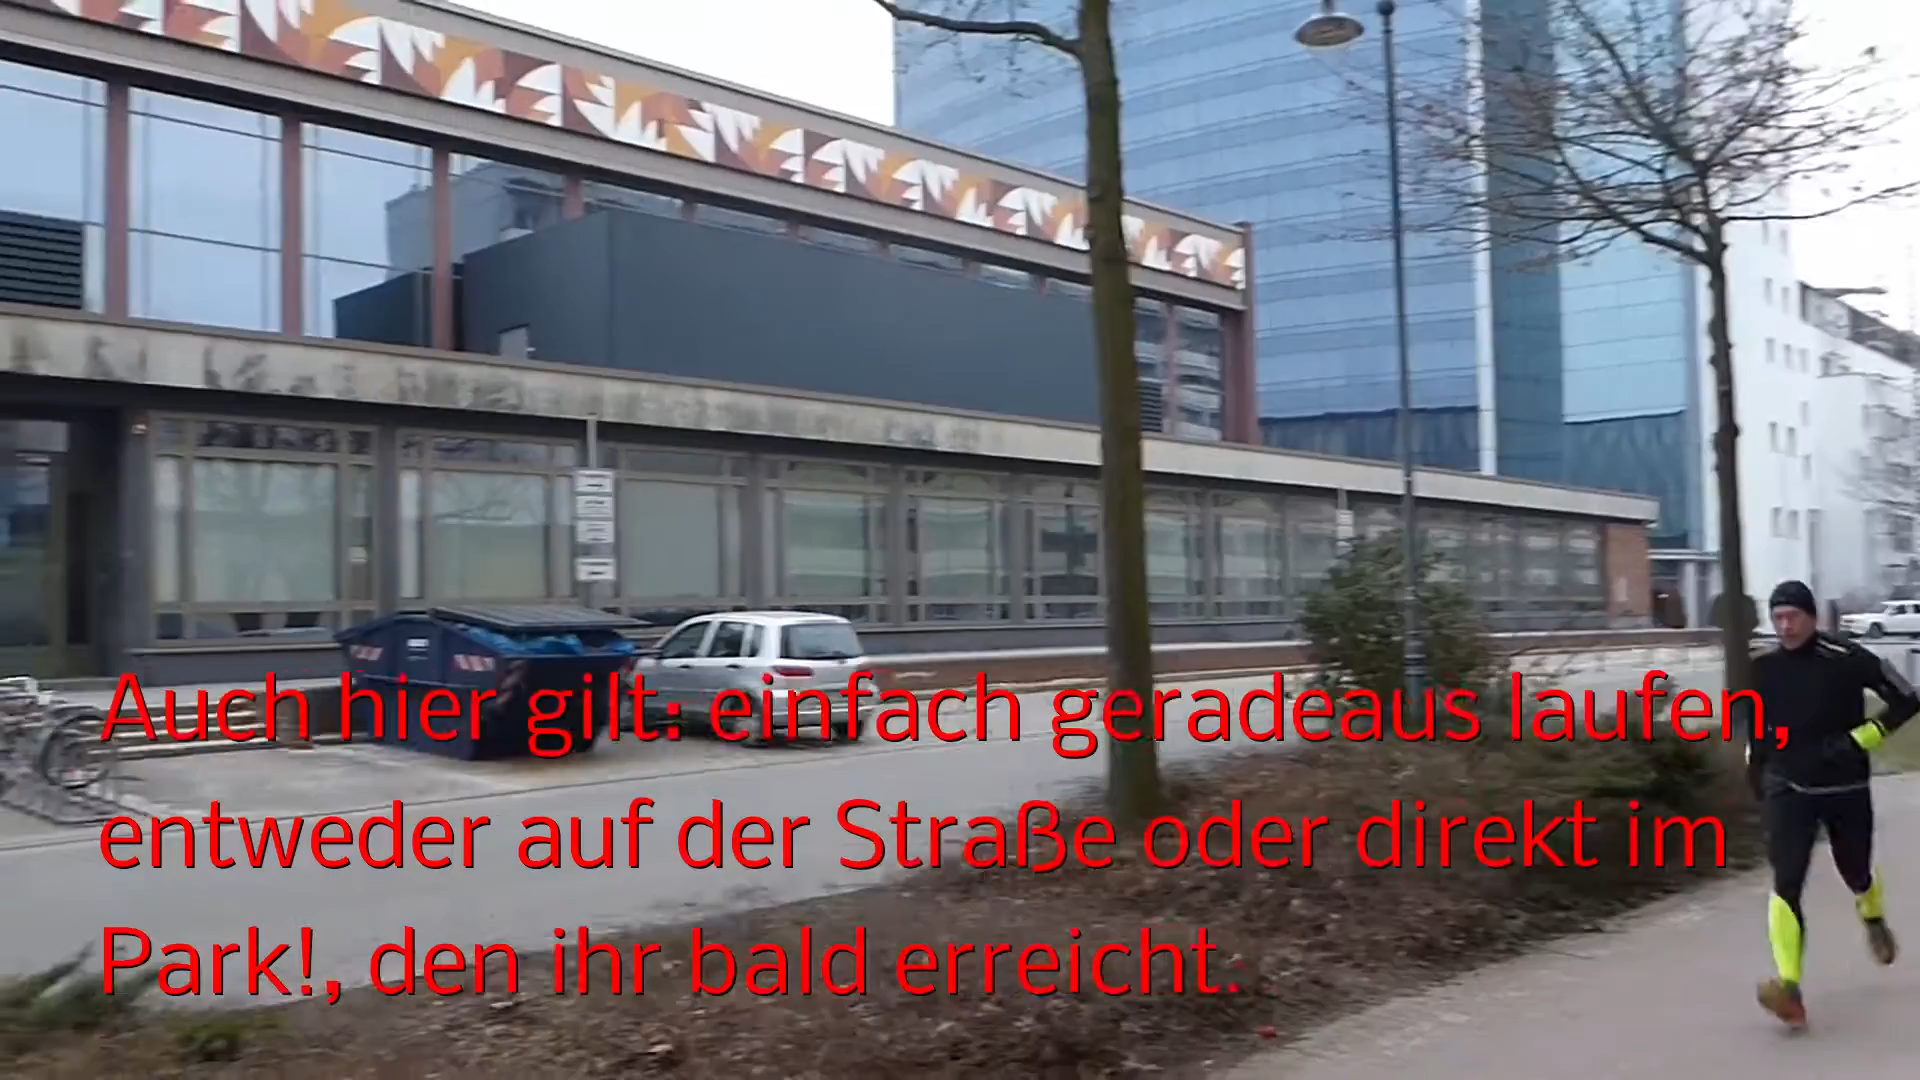 Auch hier gilt: einfach geradeaus laufen,
entweder auf der Straße oder direkt im
Park!, den ihr bald erreicht.